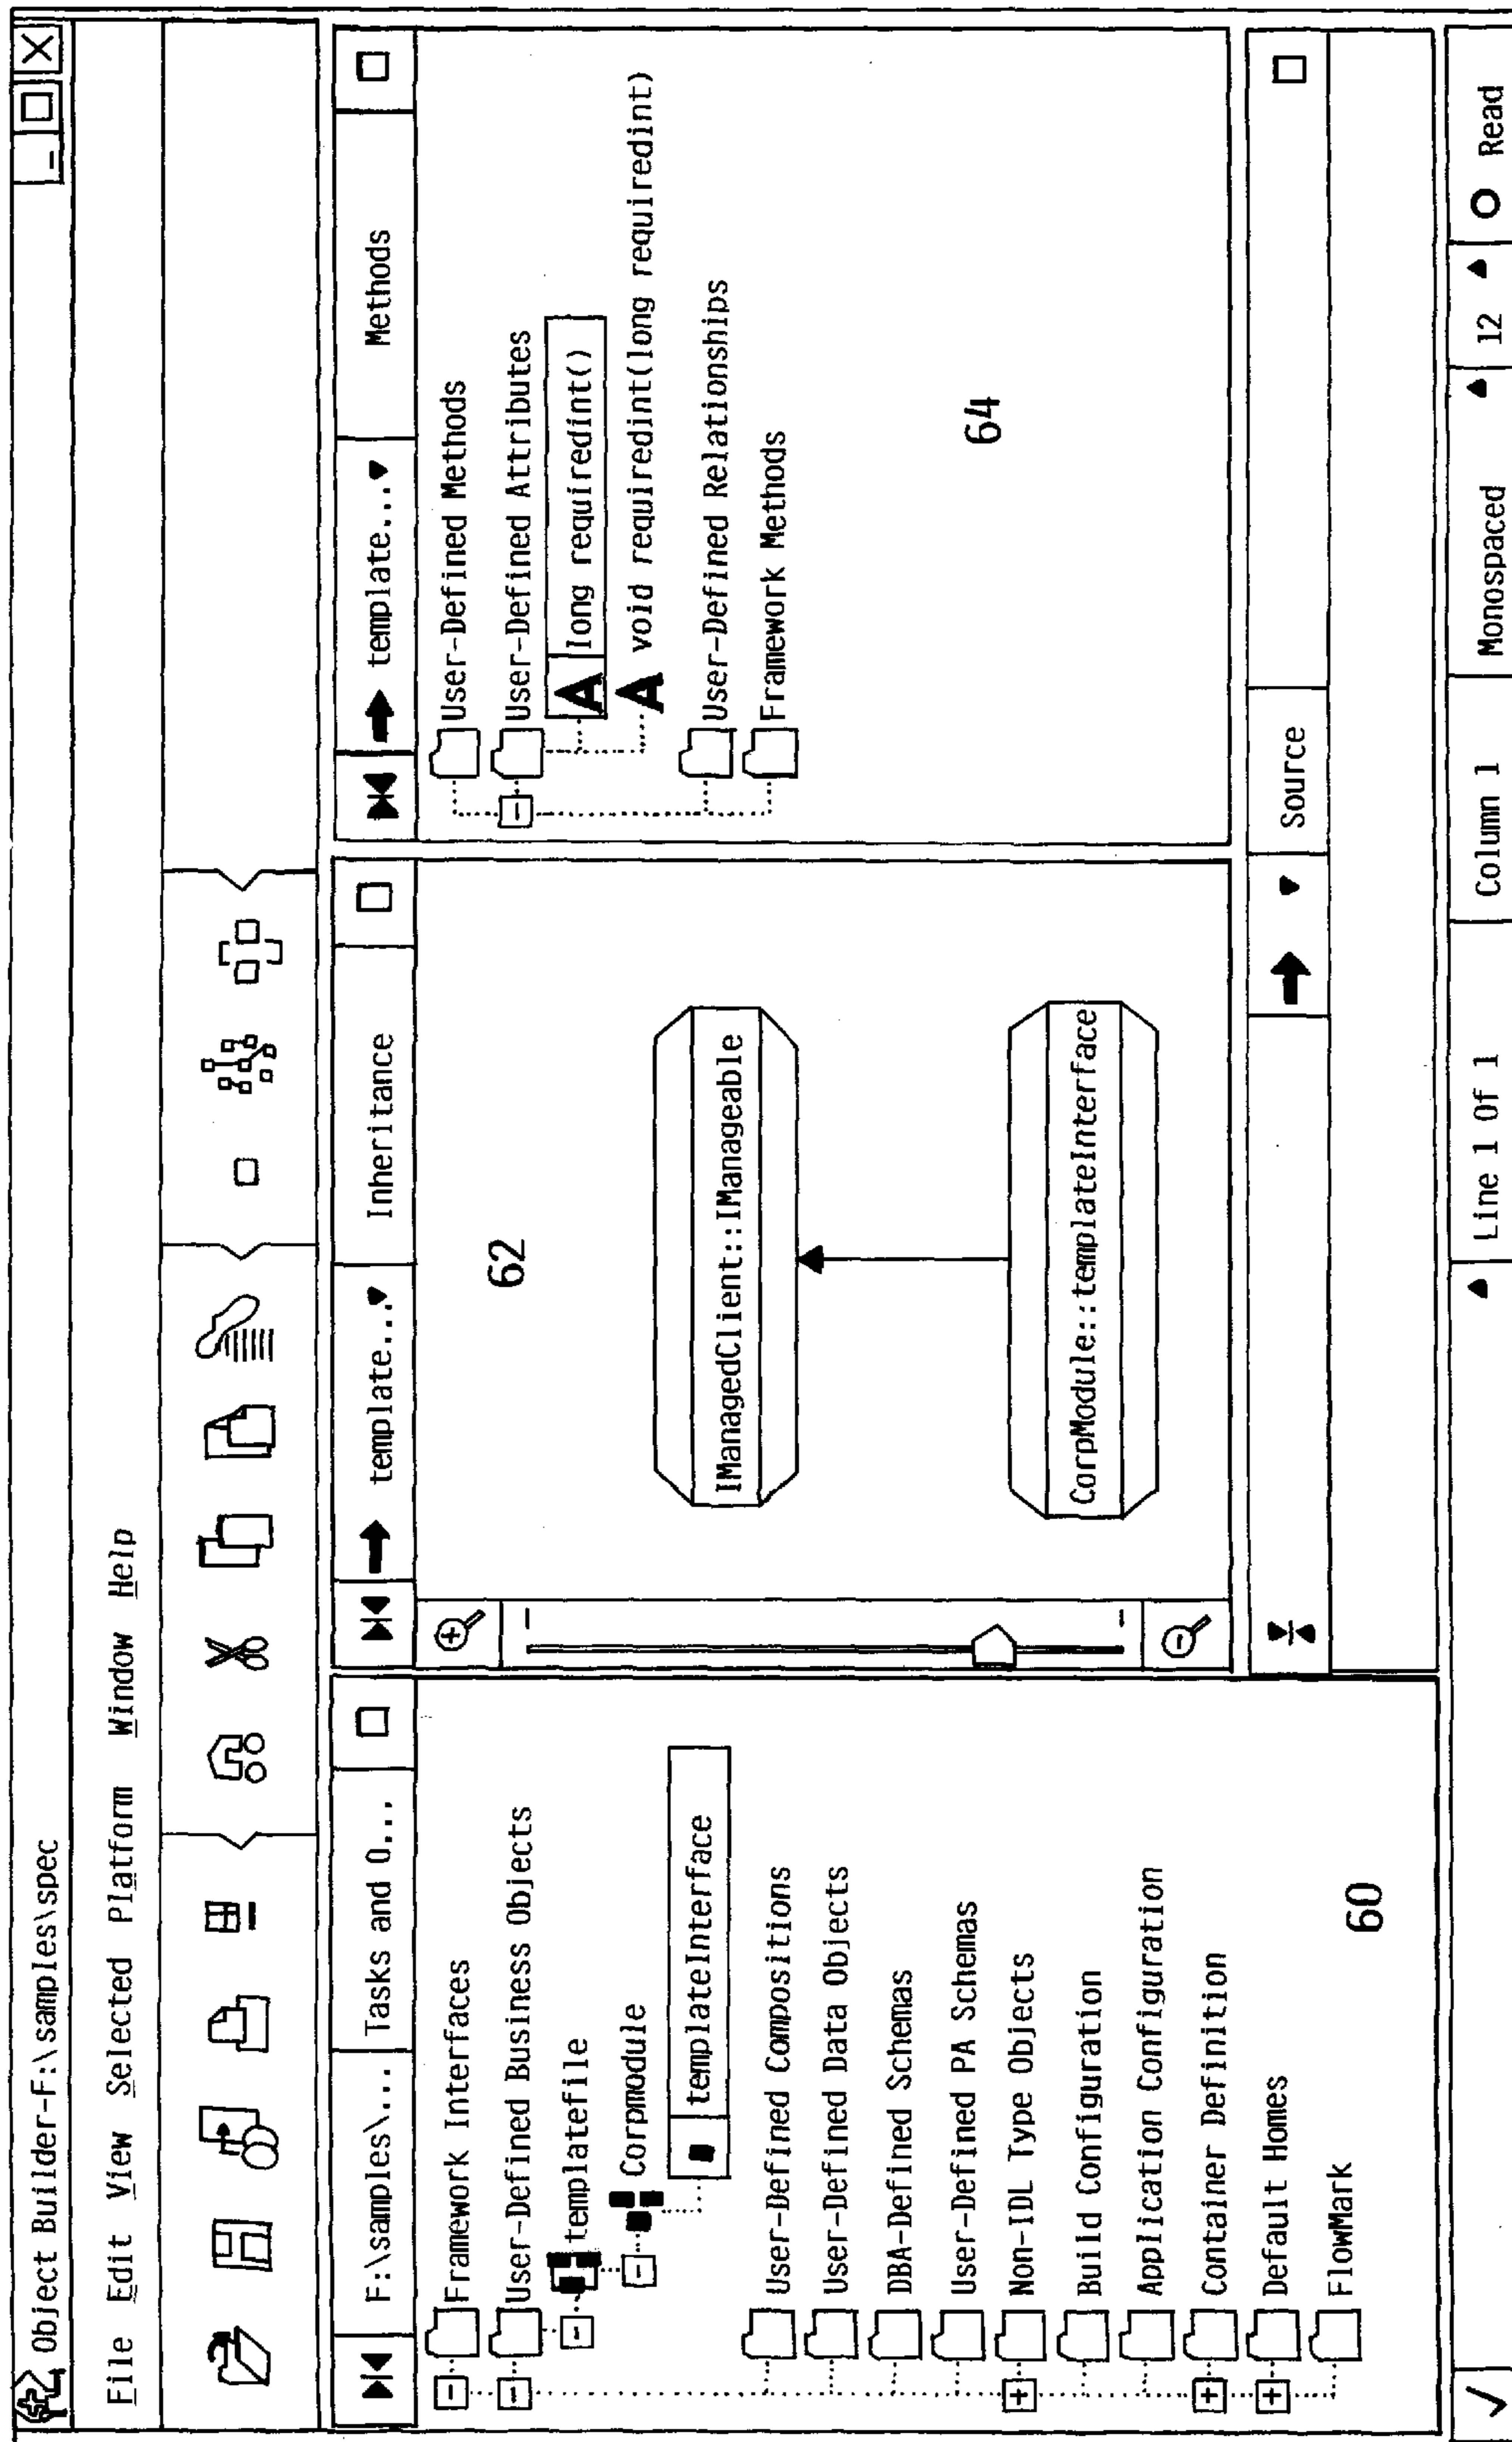 Object Builder-F:\samples\spec
File Edit View Selected Platform Window Help
F:\samples\... Tasks and O...
Framework Interfaces
User-Defined Business Objects
templatefile
Corpmodule
templateInterface
User-Defined Compositions
User-Defined Data Objects
DBA-Defined Schemas
User-Defined PA Schemas
Non-IDL Type Objects
Build Configuration
Application Configuration
Container Definition
Default Homes
FlowMark
60
template... Inheritance
62
IManagedClient::IManageable
CorpModule::templateInterface
template... Methods
User-Defined Methods
User-Defined Attributes
A long requiredint()
A void requiredint(long requiredint)
User-Defined Relationships
Framework Methods
64
Source
Line 1 Of 1 Column 1 Monospaced 12 Read